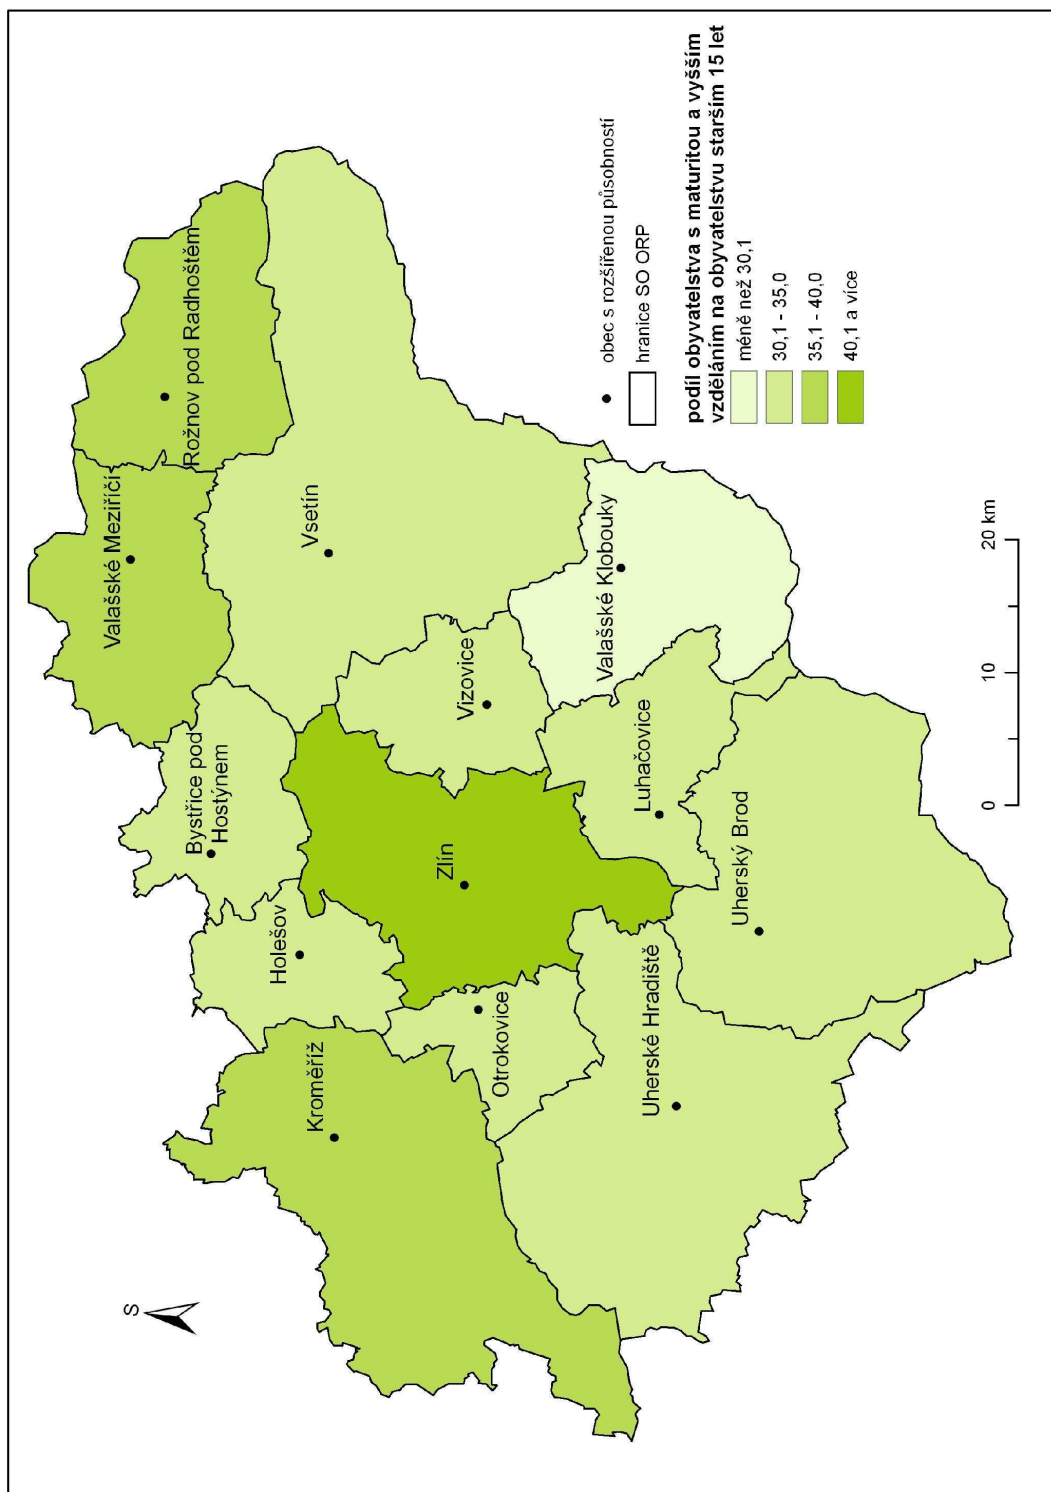 S
Valašské Meziříčí
Rožnov pod Radhoštěm
Bystřice pod
Hostýnem
Holešov
Kroměříž
Vsetín
Zlín
Vizovice
Otrokovice
Valašské Klobouky
Luhačovice
Uherské Hradiště
Uherský Brod
0
10
20 km
obec s rozšířenou působností
hranice SO ORP
podíl obyvatelstva s maturitou a vyšším
vzděláním na obyvatelstvu starším 15 let
méně než 30,1
30,1 - 35,0
35,1 - 40,0
40,1 a více